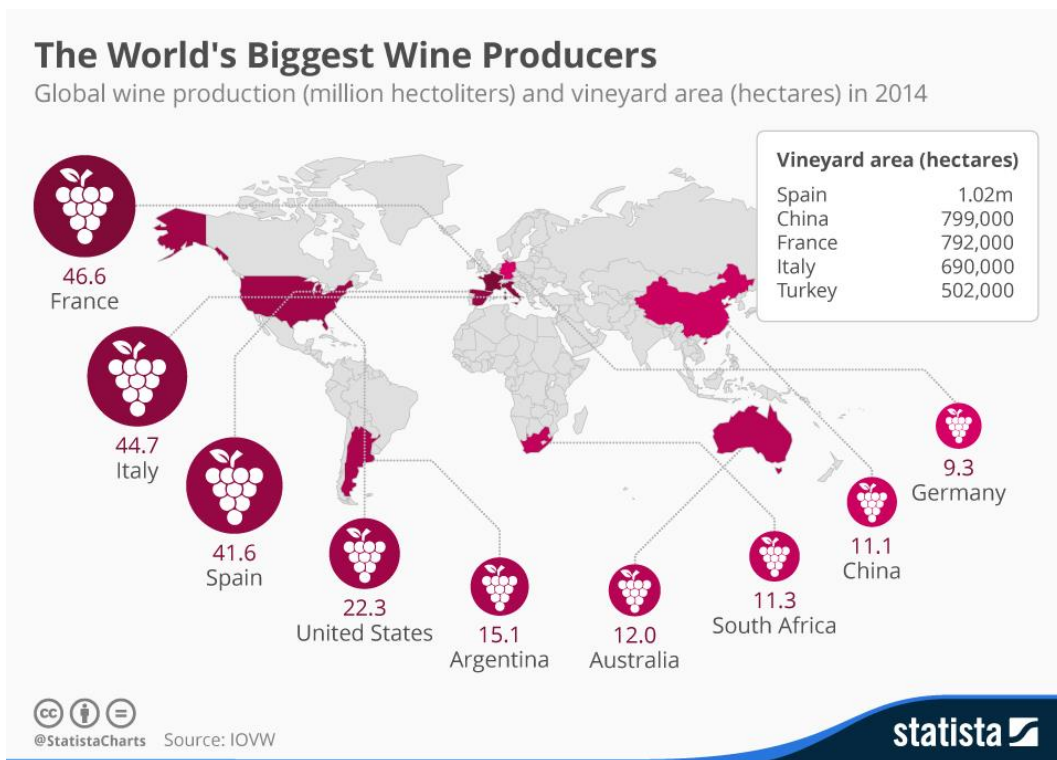 The World's Biggest Wine Producers
Global wine production (million hectoliters) and vineyard area (hectares) in 2014
Vineyard area (hectares)
Spain 1.02m
China 799,000
France 792,000
Italy 690,000
Turkey 502,000
46.6
France
44.7
Italy
41.6
Spain
22.3
United States
15.1
Argentina
12.0
Australia
11.3
South Africa
11.1
China
9.3
Germany
cc
@StatistaCharts Source: IOVW
statista